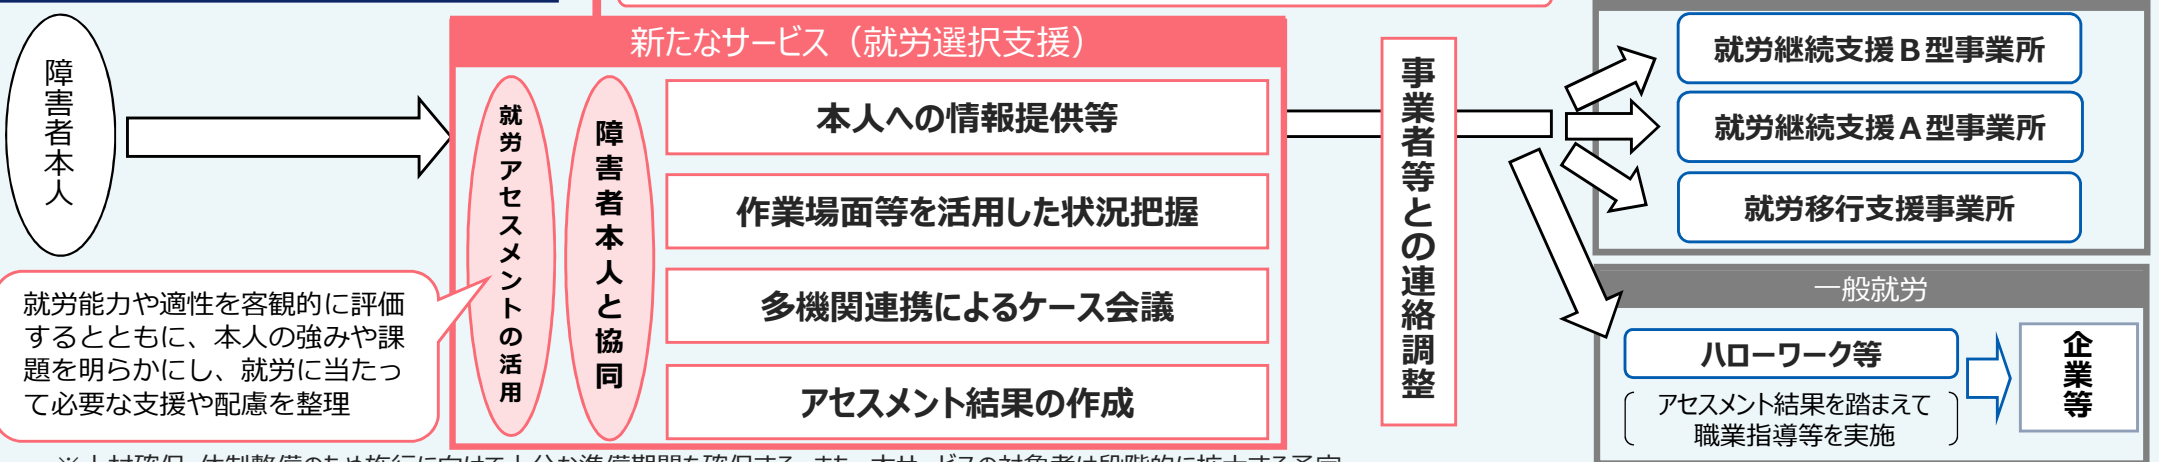 障害者本人
新たなサービス（就労選択支援）
就労アセスメントの活用
障害者本人と協同
本人への情報提供等
作業場面等を活用した状況把握
多機関連携によるケース会議
アセスメント結果の作成
就労能力や適性を客観的に評価
するとともに、本人の強みや課
題を明らかにし、就労に当たっ
て必要な支援や配慮を整理
事業者等との連絡調整
就労継続支援Ｂ型事業所
就労継続支援Ａ型事業所
就労移行支援事業所
一般就労
ハローワーク等
アセスメント結果を踏まえて
職業指導等を実施
企業等